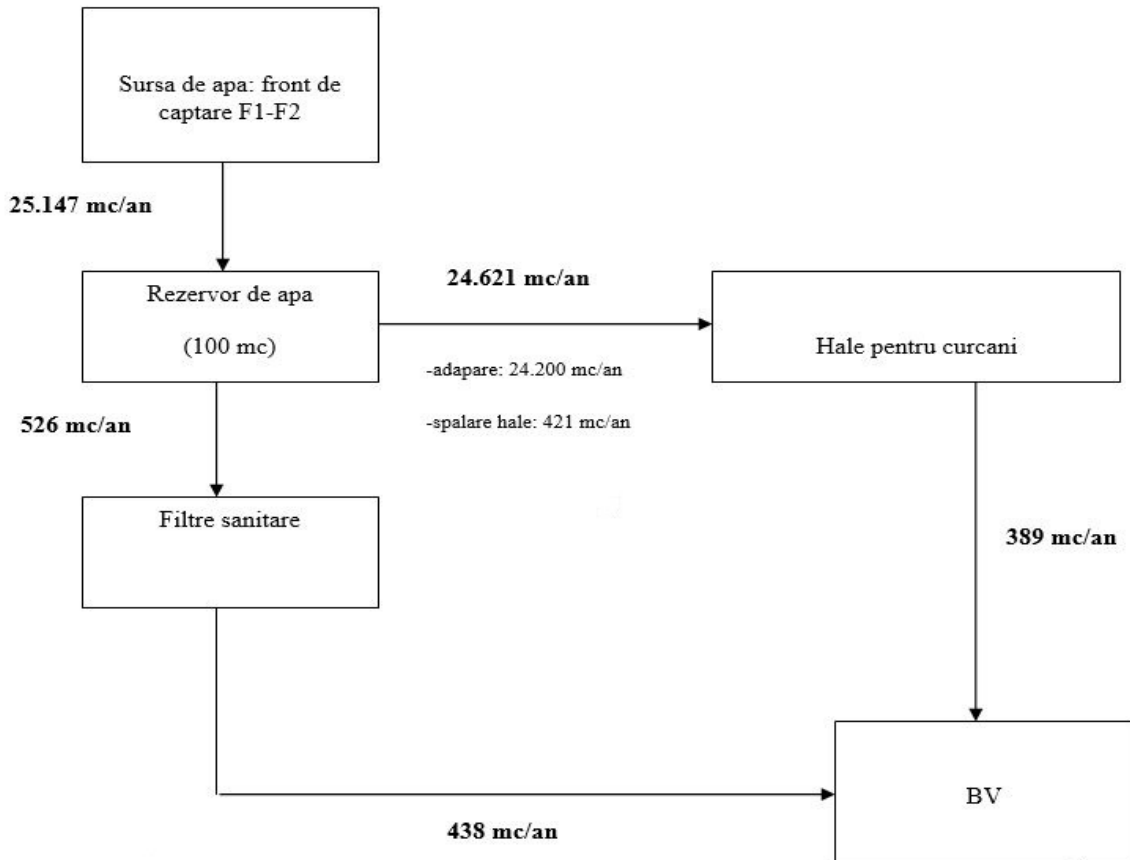 Sursa de apa: front de
captare F1-F2
25.147 mc/an
Rezervor de apa
(100 mc)
24.621 mc/an
-adapare: 24.200 mc/an
-spalare hale: 421 mc/an
Hale pentru curcani
526 mc/an
Filtre sanitare
389 mc/an
438 mc/an
BV